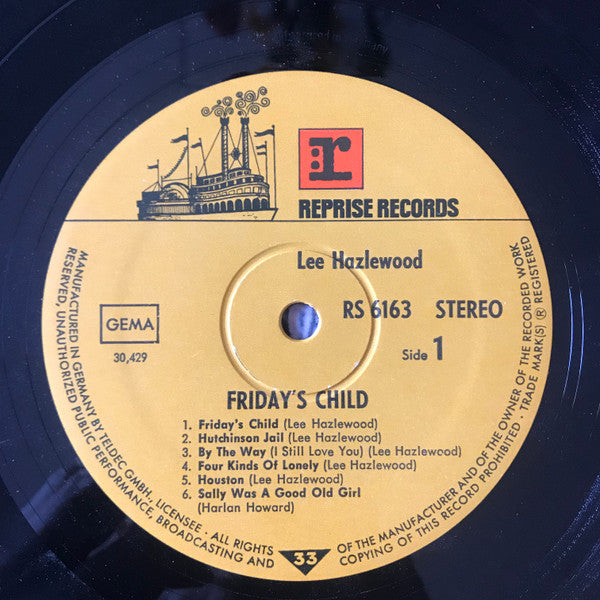 r
REPRISE RECORDS
Lee Hazlewood
RS 6163 STEREO
GEMA
30,429
Side 1
FRIDAY'S CHILD
1. Friday's Child (Lee Hazlewood)
2. Hutchinson Jail (Lee Hazlewood)
3. By The Way (I Still Love You) (Lee Hazlewood)
4. Four Kinds Of Lonely (Lee Hazlewood)
5. Houston (Lee Hazlewood)
6. Sally Was A Good Old Girl
(Harlan Howard)
33
MANUFACTURED IN GERMANY BY TELDEC GMBH., LICENSEE · ALL RIGHTS OF THE MANUFACTURER AND OF THE OWNER OF THE RECORDED WORK
RESERVED, UNAUTHORIZED PUBLIC PERFORMANCE, BROADCASTING AND COPYING OF THIS RECORD PROHIBITED · TRADE MARK(S) ® REGISTERED